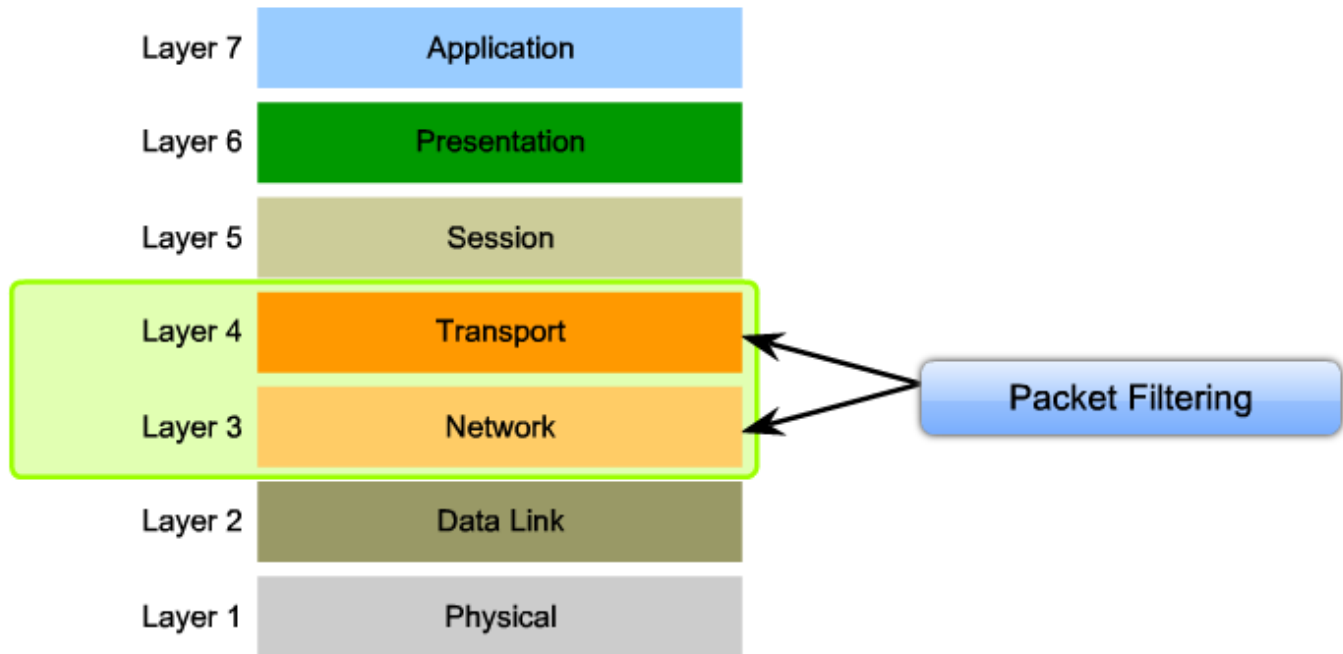 Layer 7 Application
Layer 6 Presentation
Layer 5 Session
Layer 4 Transport
Packet Filtering
Layer 3 Network
Layer 2 Data Link
Layer 1 Physical